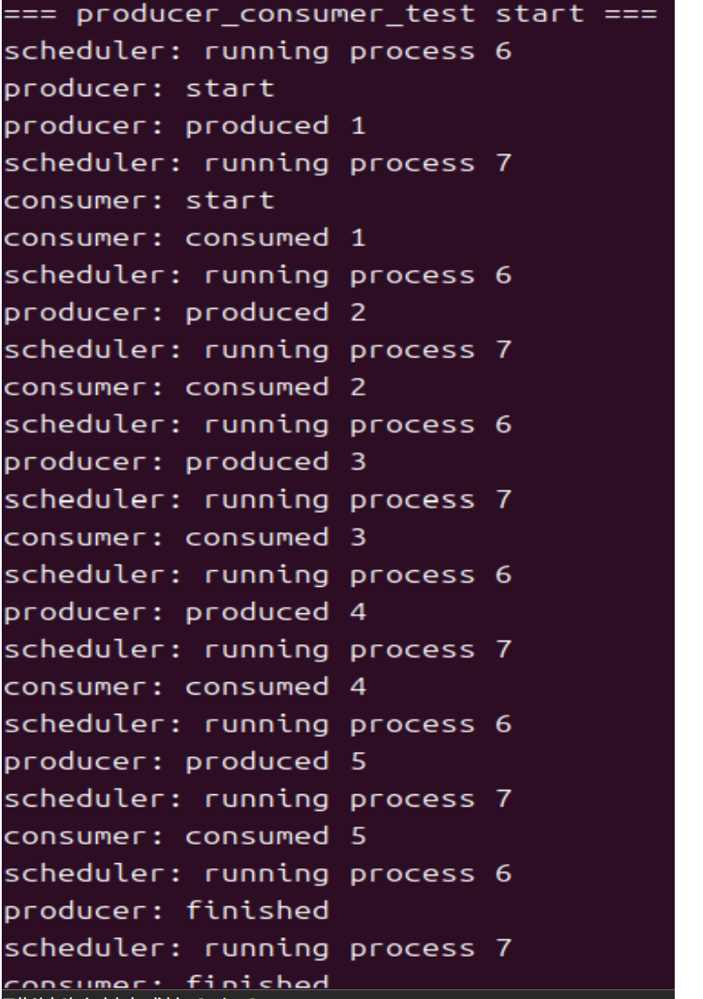 === producer_consumer_test start ===
scheduler: running process 6
producer: start
producer: produced 1
scheduler: running process 7
consumer: start
consumer: consumed 1
scheduler: running process 6
producer: produced 2
scheduler: running process 7
consumer: consumed 2
scheduler: running process 6
producer: produced 3
scheduler: running process 7
consumer: consumed 3
scheduler: running process 6
producer: produced 4
scheduler: running process 7
consumer: consumed 4
scheduler: running process 6
producer: produced 5
scheduler: running process 7
consumer: consumed 5
scheduler: running process 6
producer: finished
scheduler: running process 7
consumer: finished